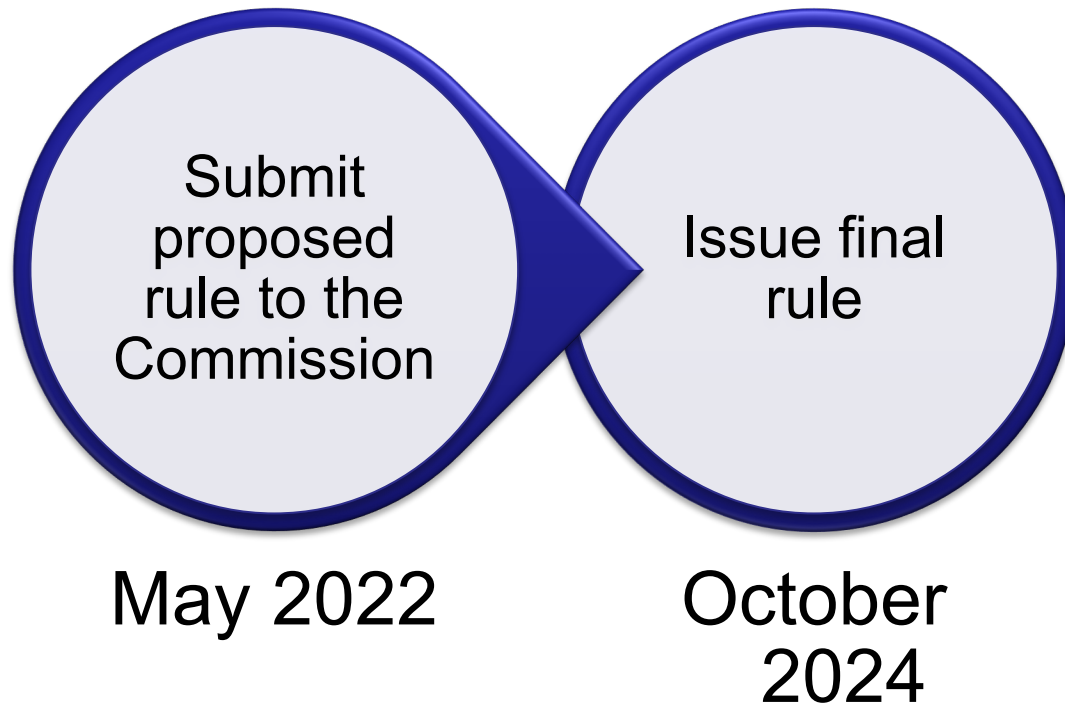 Submit
proposed
rule to the
Commission
Issue final
rule
May 2022
October
2024